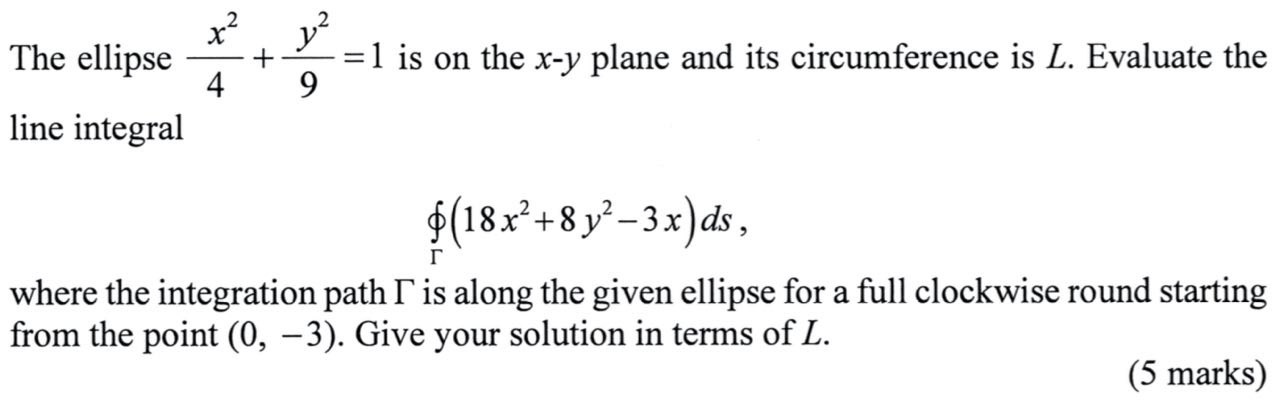 The ellipse x²/4 + y²/9 = 1 is on the x-y plane and its circumference is L. Evaluate the
line integral
∮_Γ (18x² + 8y² − 3x) ds,
where the integration path Γ is along the given ellipse for a full clockwise round starting
from the point (0, −3). Give your solution in terms of L.
(5 marks)